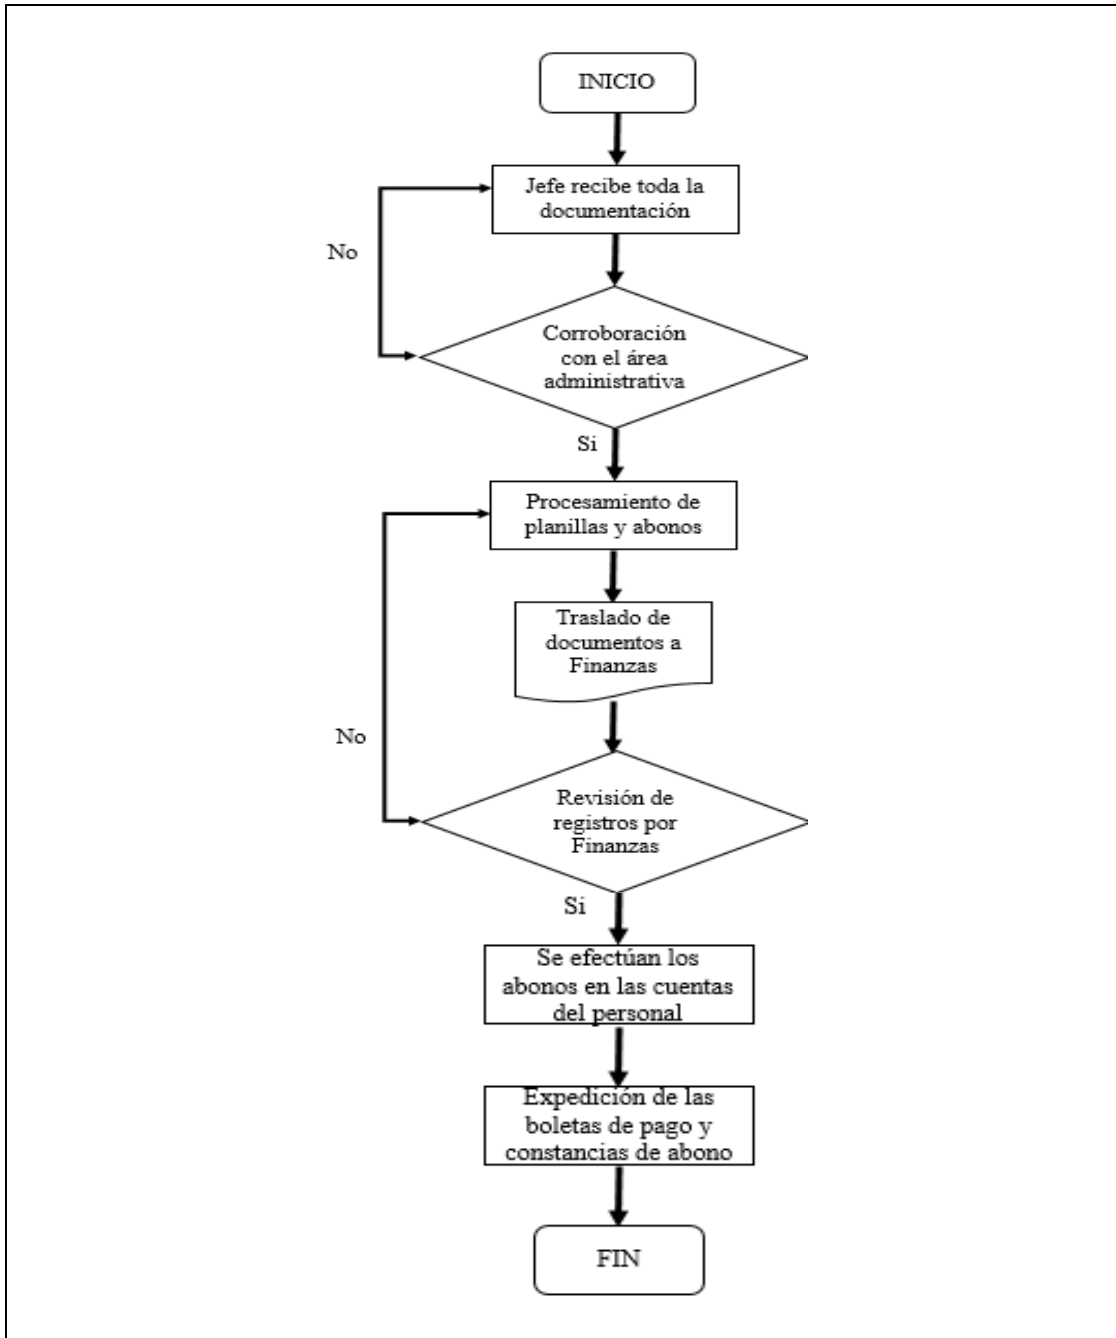 INICIO
Jefe recibe toda la
documentación
No
Corroboración
con el área
administrativa
Si
Procesamiento de
planillas y abonos
Traslado de
documentos a
Finanzas
No
Revisión de
registros por
Finanzas
Si
Se efectúan los
abonos en las cuentas
del personal
Expedición de las
boletas de pago y
constancias de abono
FIN